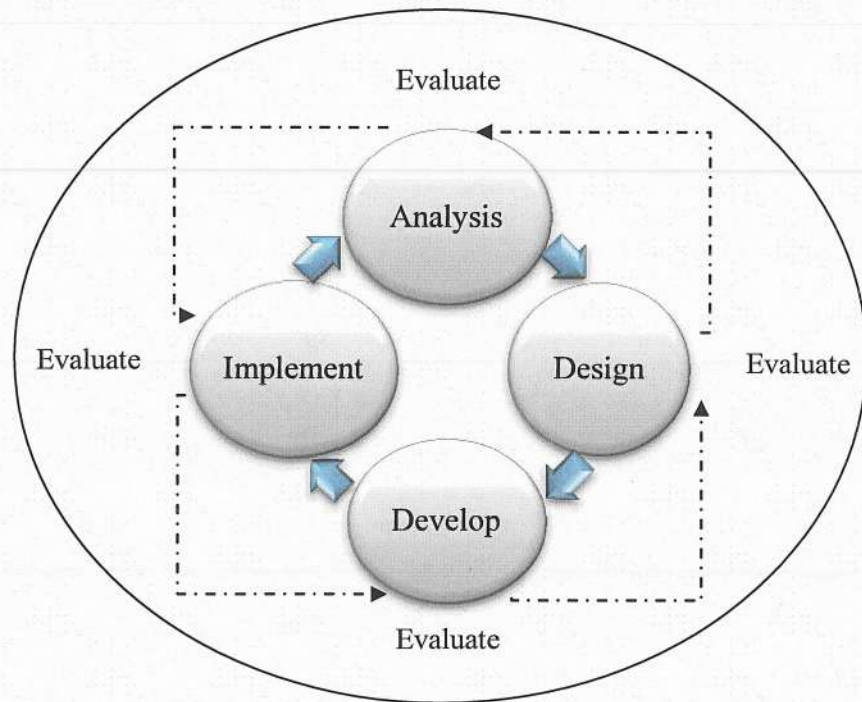 Evaluate
Analysis
Evaluate
Implement
Design
Evaluate
Develop
Evaluate